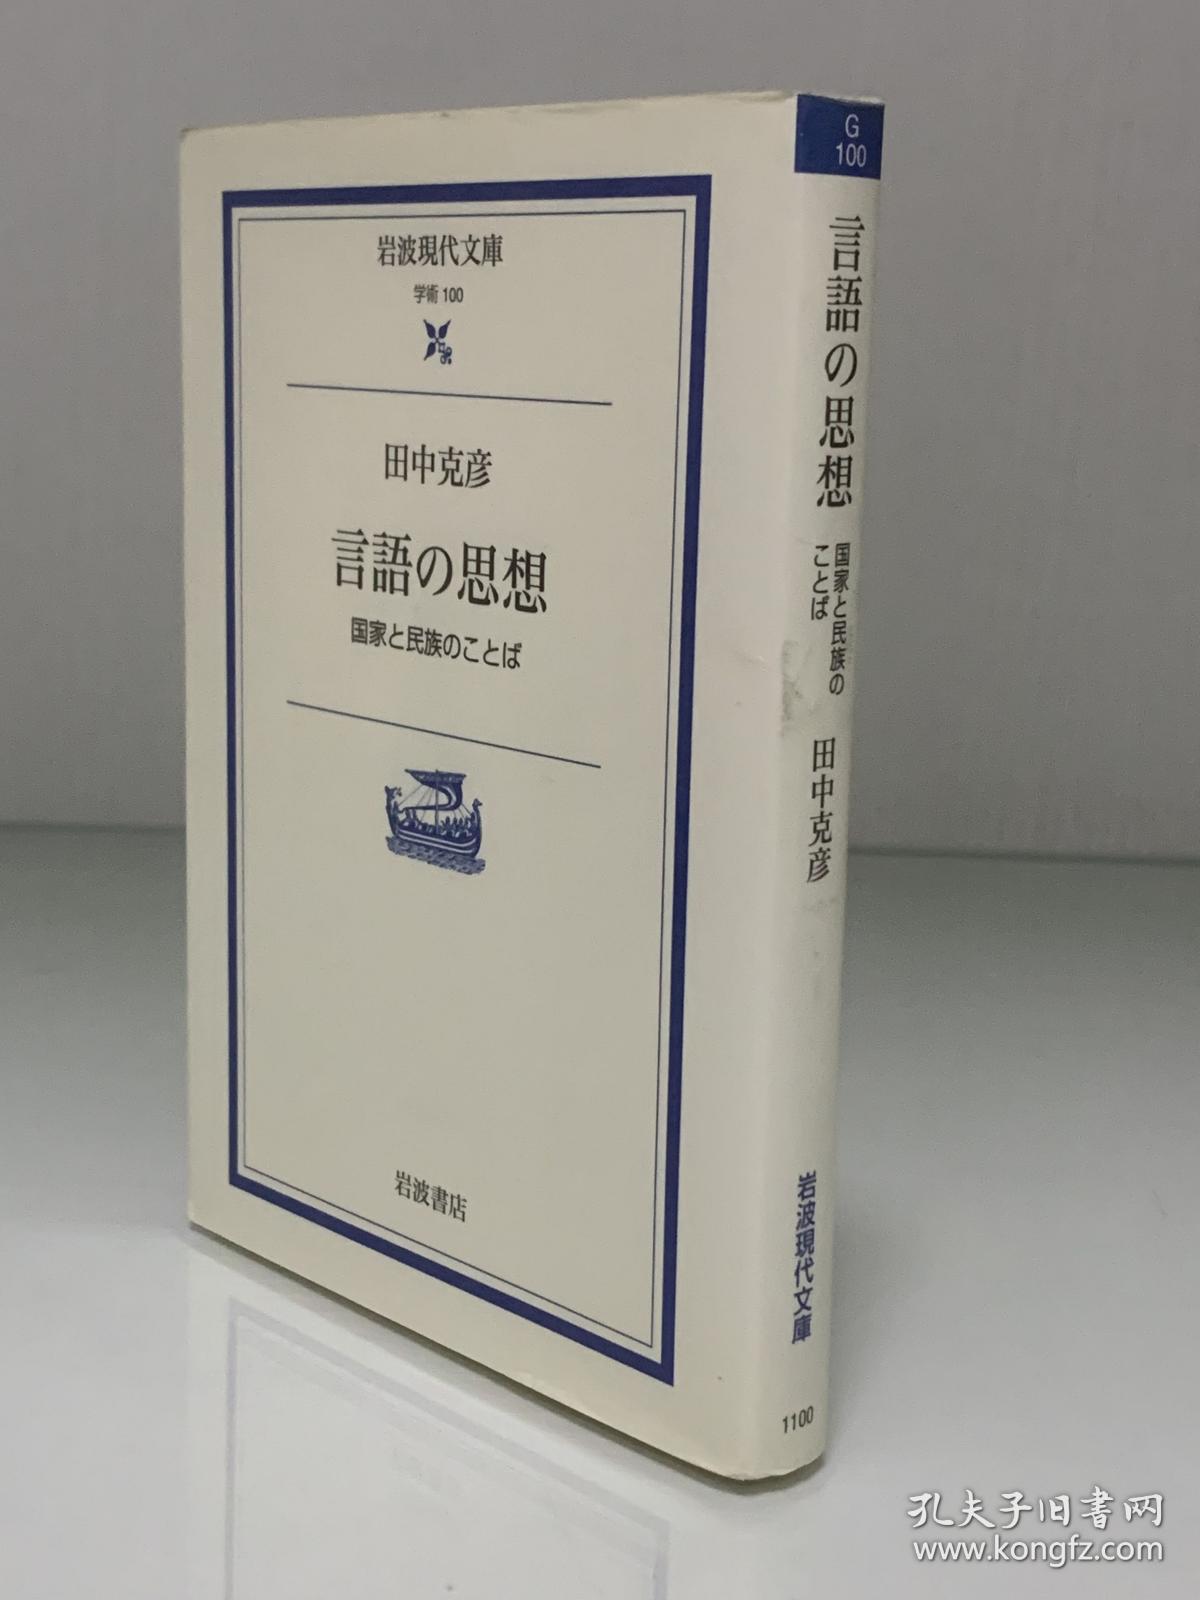 岩波現代文庫
学術 100
田中克彦
言語の思想
国家と民族のことば
岩波書店
G
100
言語の思想
国家と民族の
ことば
田中克彦
岩波現代文庫
1100
孔夫子旧书网
www.kongfz.com